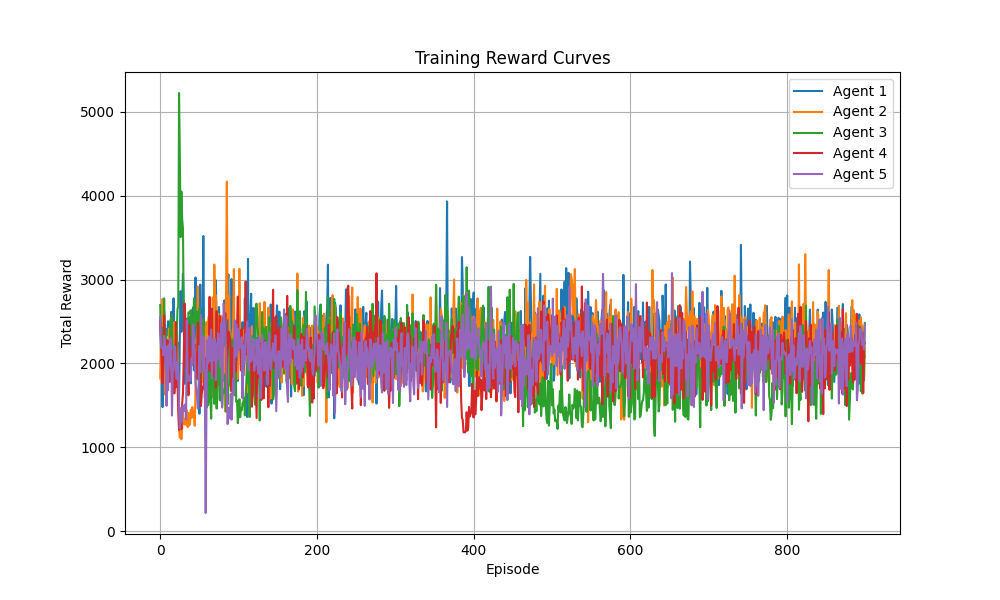 Training Reward Curves
Agent 1
Agent 2
Agent 3
Agent 4
Agent 5
Total Reward
5000
4000
3000
2000
1000
0
0 200 400 600 800
Episode